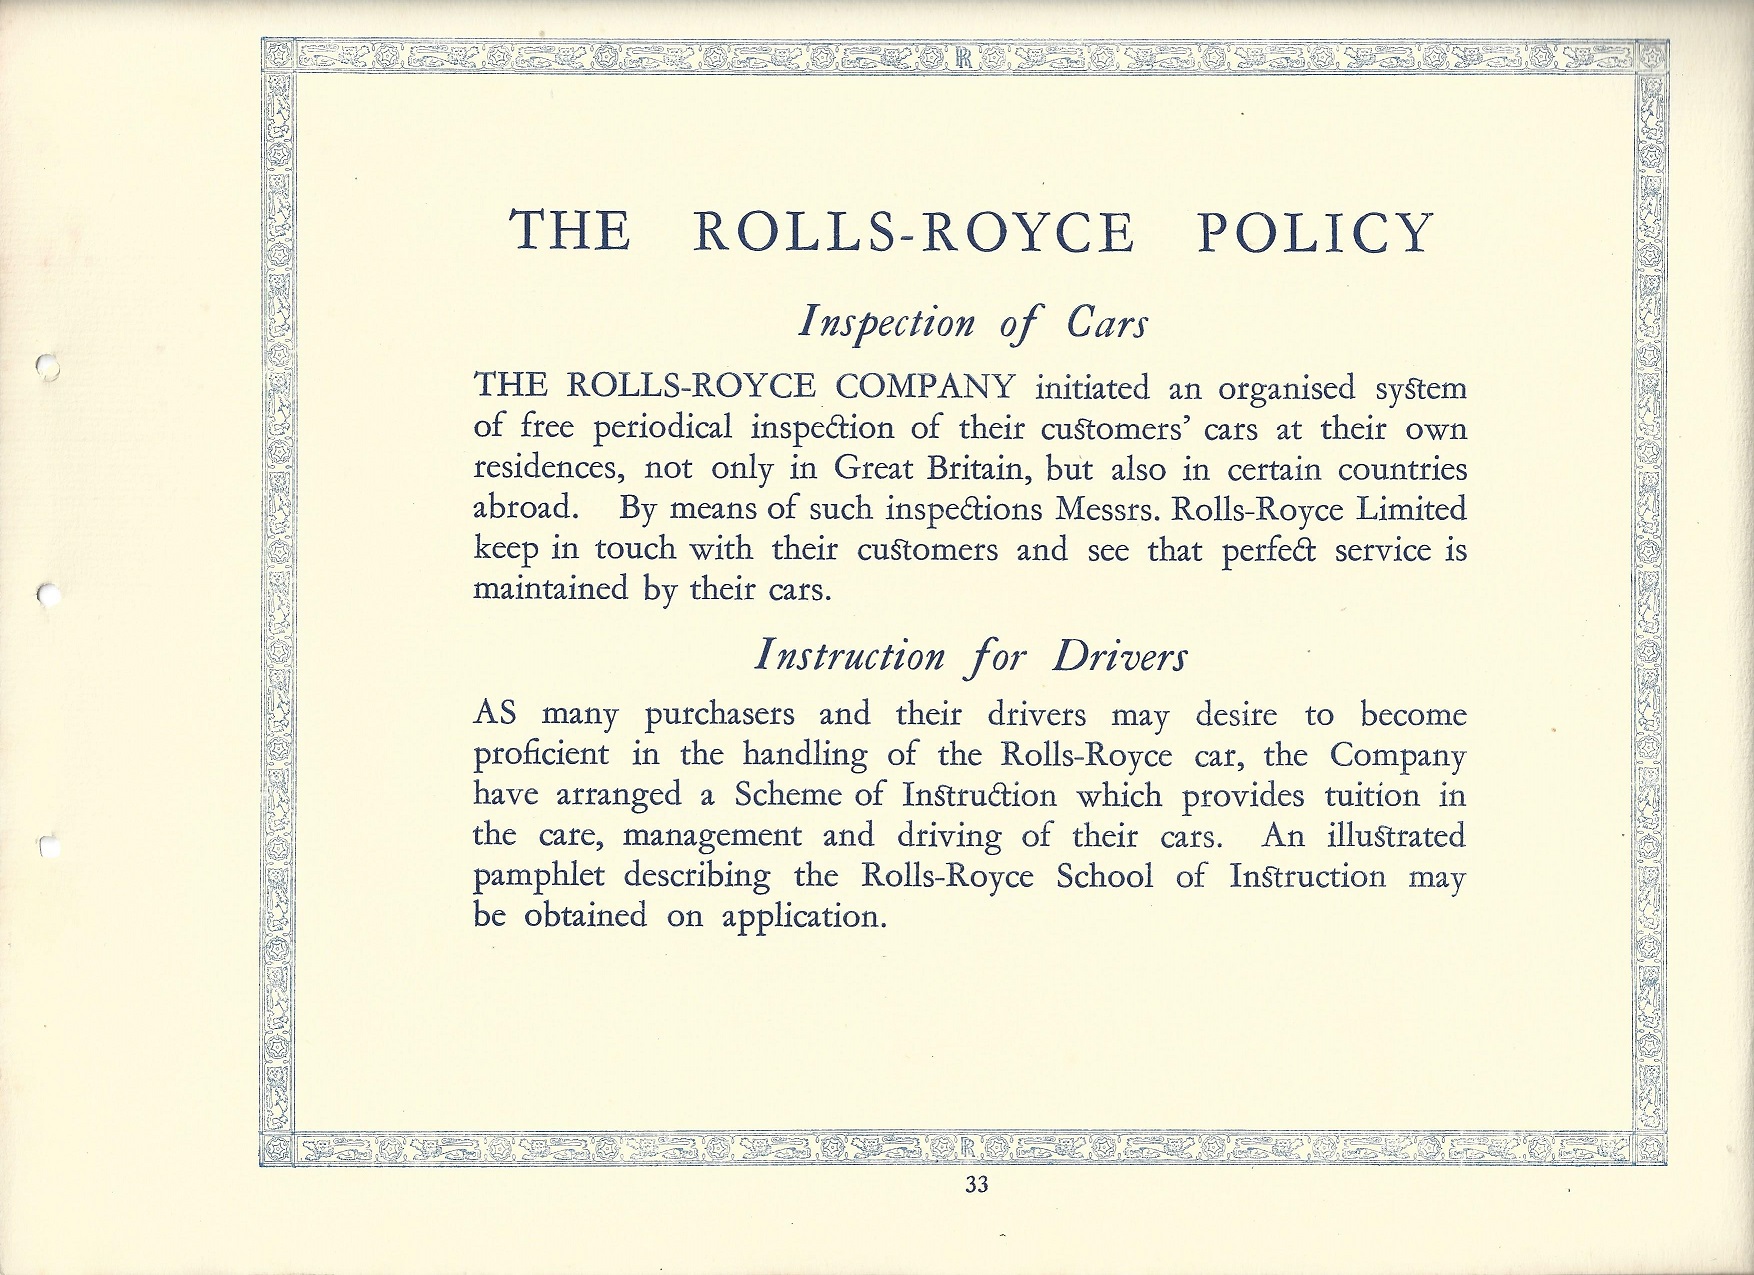 THE ROLLS-ROYCE POLICY
Inspection of Cars
THE ROLLS-ROYCE COMPANY initiated an organised system
of free periodical inspection of their customers' cars at their own
residences, not only in Great Britain, but also in certain countries
abroad. By means of such inspections Messrs. Rolls-Royce Limited
keep in touch with their customers and see that perfect service is
maintained by their cars.
Instruction for Drivers
AS many purchasers and their drivers may desire to become
proficient in the handling of the Rolls-Royce car, the Company
have arranged a Scheme of Instruction which provides tuition in
the care, management and driving of their cars. An illustrated
pamphlet describing the Rolls-Royce School of Instruction may
be obtained on application.
33